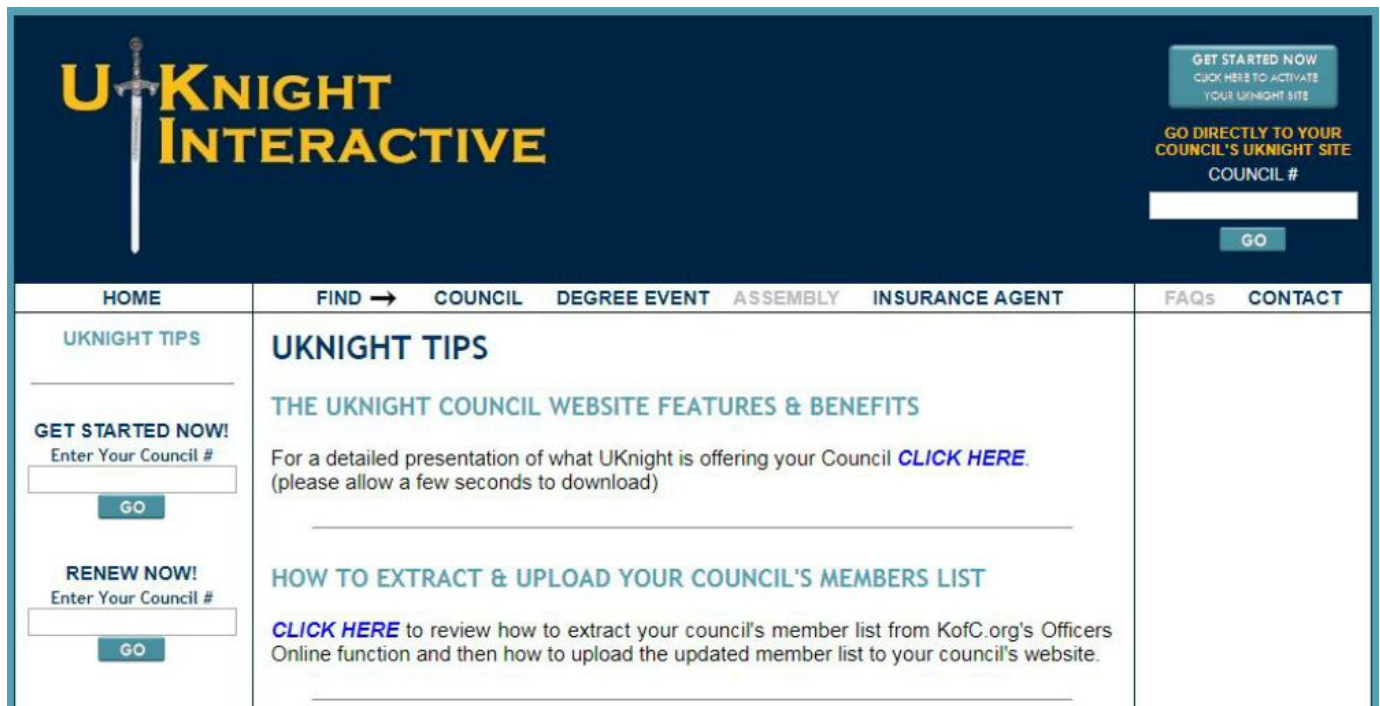 U KNIGHT
INTERACTIVE
GET STARTED NOW
CLICK HERE TO ACTIVATE
YOUR UKNIGHT SITE
GO DIRECTLY TO YOUR
COUNCIL'S UKNIGHT SITE
COUNCIL #
GO
HOME FIND → COUNCIL DEGREE EVENT ASSEMBLY INSURANCE AGENT FAQs CONTACT
UKNIGHT TIPS
GET STARTED NOW!
Enter Your Council #
GO
RENEW NOW!
Enter Your Council #
GO
UKNIGHT TIPS
THE UKNIGHT COUNCIL WEBSITE FEATURES & BENEFITS
For a detailed presentation of what UKnight is offering your Council CLICK HERE.
(please allow a few seconds to download)
HOW TO EXTRACT & UPLOAD YOUR COUNCIL'S MEMBERS LIST
CLICK HERE to review how to extract your council's member list from KofC.org's Officers
Online function and then how to upload the updated member list to your council's website.